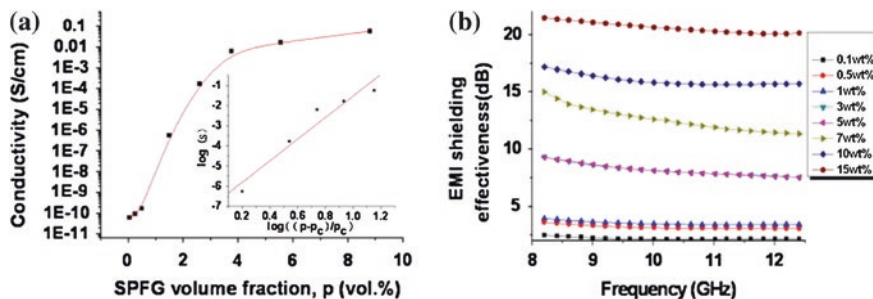 (a)
Conductivity (S/cm)
0.1
0.01
1E-3
1E-4
1E-5
1E-6
1E-7
1E-8
1E-9
1E-10
1E-11
0 2 4 6 8 10
SPFG volume fraction, p (vol.%)
log (s)
-1
-2
-3
-4
-5
-6
-7
0.2 0.4 0.6 0.8 1.0 1.2
log((p-pc)/pc)
(b)
EMI shielding
effectiveness(dB)
20
15
10
5
8 9 10 11 12
Frequency (GHz)
0.1wt%
0.5wt%
1wt%
3wt%
5wt%
7wt%
10wt%
15wt%